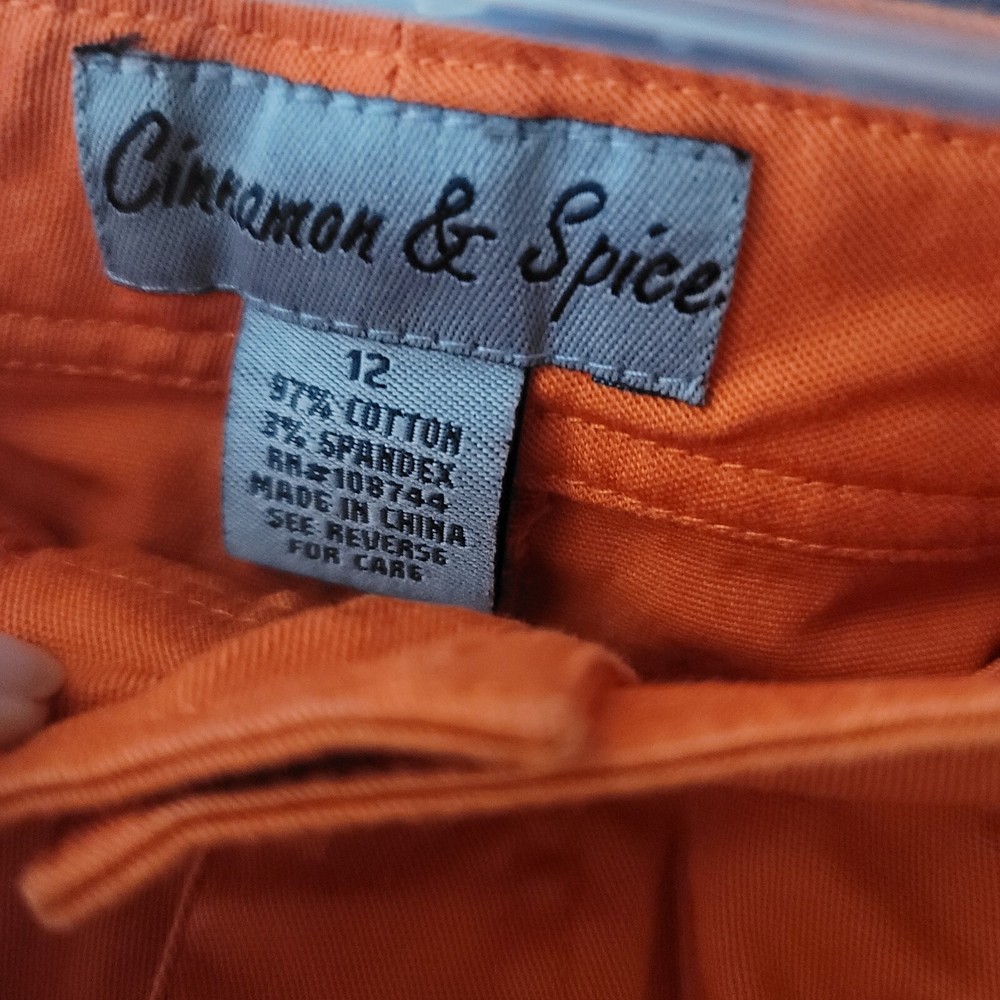 Cinnamon & Spice
12
97% COTTON
3% SPANDEX
RN#108744
MADE IN CHINA
SEE REVERSE
FOR CARE